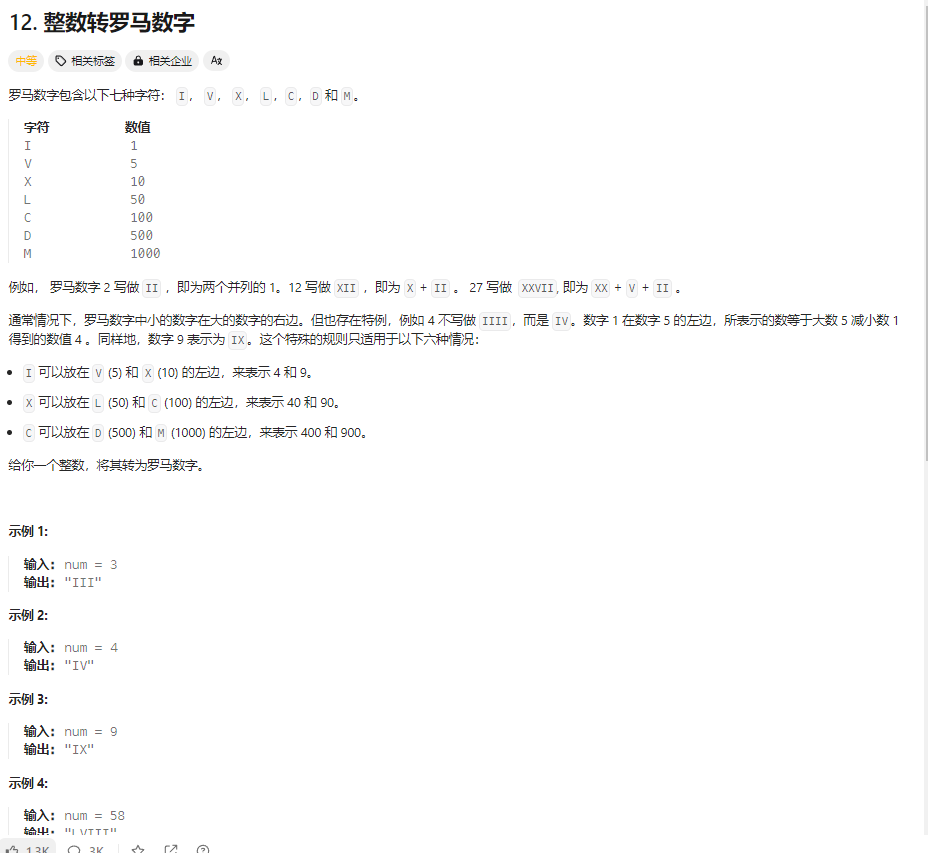 12. 整数转罗马数字
中等 相关标签 相关企业 Ax
罗马数字包含以下七种字符： I， V， X， L，C，D 和 M。
字符 数值
I 1
V 5
X 10
L 50
C 100
D 500
M 1000
例如， 罗马数字 2 写做 II ，即为两个并列的 1。12 写做 XII ，即为 X + II 。 27 写做 XXVII, 即为 XX + V + II 。
通常情况下，罗马数字中小的数字在大的数字的右边。但也存在特例，例如 4 不写做 IIII，而是 IV。数字 1 在数字 5 的左边，所表示的数等于大数 5 减小数 1
得到的数值 4 。同样地，数字 9 表示为 IX。这个特殊的规则只适用于以下六种情况：
• I 可以放在 V (5) 和 X (10) 的左边，来表示 4 和 9。
• X 可以放在 L (50) 和 C (100) 的左边，来表示 40 和 90。
• C 可以放在 D (500) 和 M (1000) 的左边，来表示 400 和 900。
给你一个整数，将其转为罗马数字。
示例 1:
输入: num = 3
输出: "III"
示例 2:
输入: num = 4
输出: "IV"
示例 3:
输入: num = 9
输出: "IX"
示例 4:
输入: num = 58
输出: "LVIII"
1.3K 3K